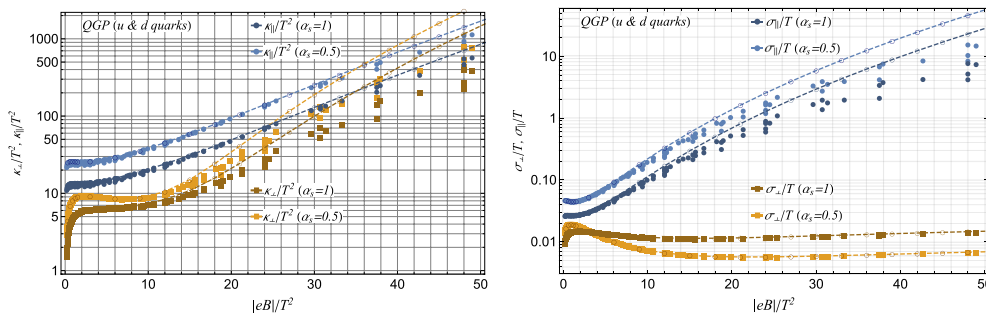 QGP (u & d quarks)
κ∥/T² (αₛ=1)
κ∥/T² (αₛ=0.5)
κ⊥/T² (αₛ=1)
κ⊥/T² (αₛ=0.5)
κ⊥/T², κ∥/T²
1000
500
100
50
10
5
1
0 10 20 30 40 50
|eB|/T²
QGP (u & d quarks)
σ∥/T (αₛ=1)
σ∥/T (αₛ=0.5)
σ⊥/T (αₛ=1)
σ⊥/T (αₛ=0.5)
σ⊥/T, σ∥/T
10
1
0.10
0.01
0 10 20 30 40 50
|eB|/T²